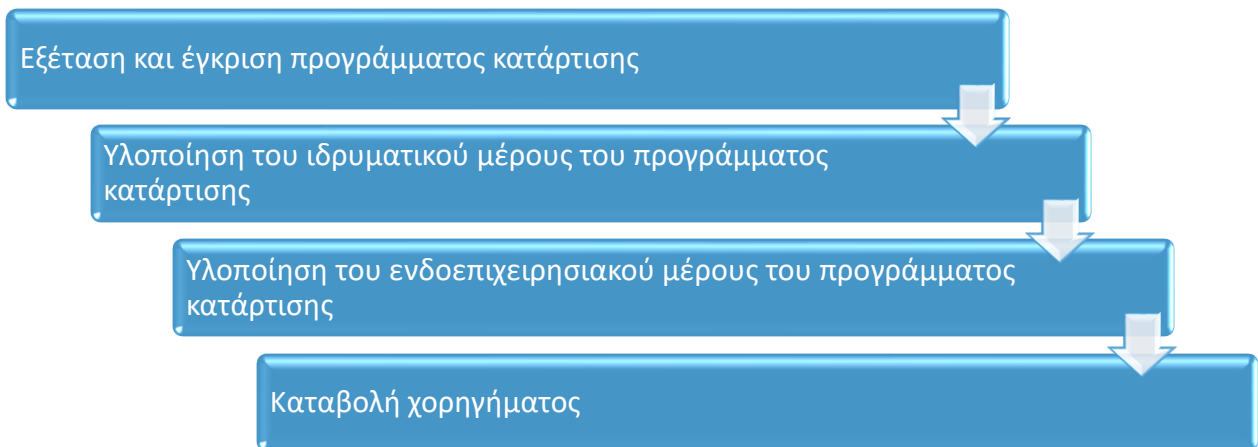 Εξέταση και έγκριση προγράμματος κατάρτισης
Υλοποίηση του ιδρυματικού μέρους του προγράμματος
κατάρτισης
Υλοποίηση του ενδοεπιχειρησιακού μέρους του προγράμματος
κατάρτισης
Καταβολή χορηγήματος